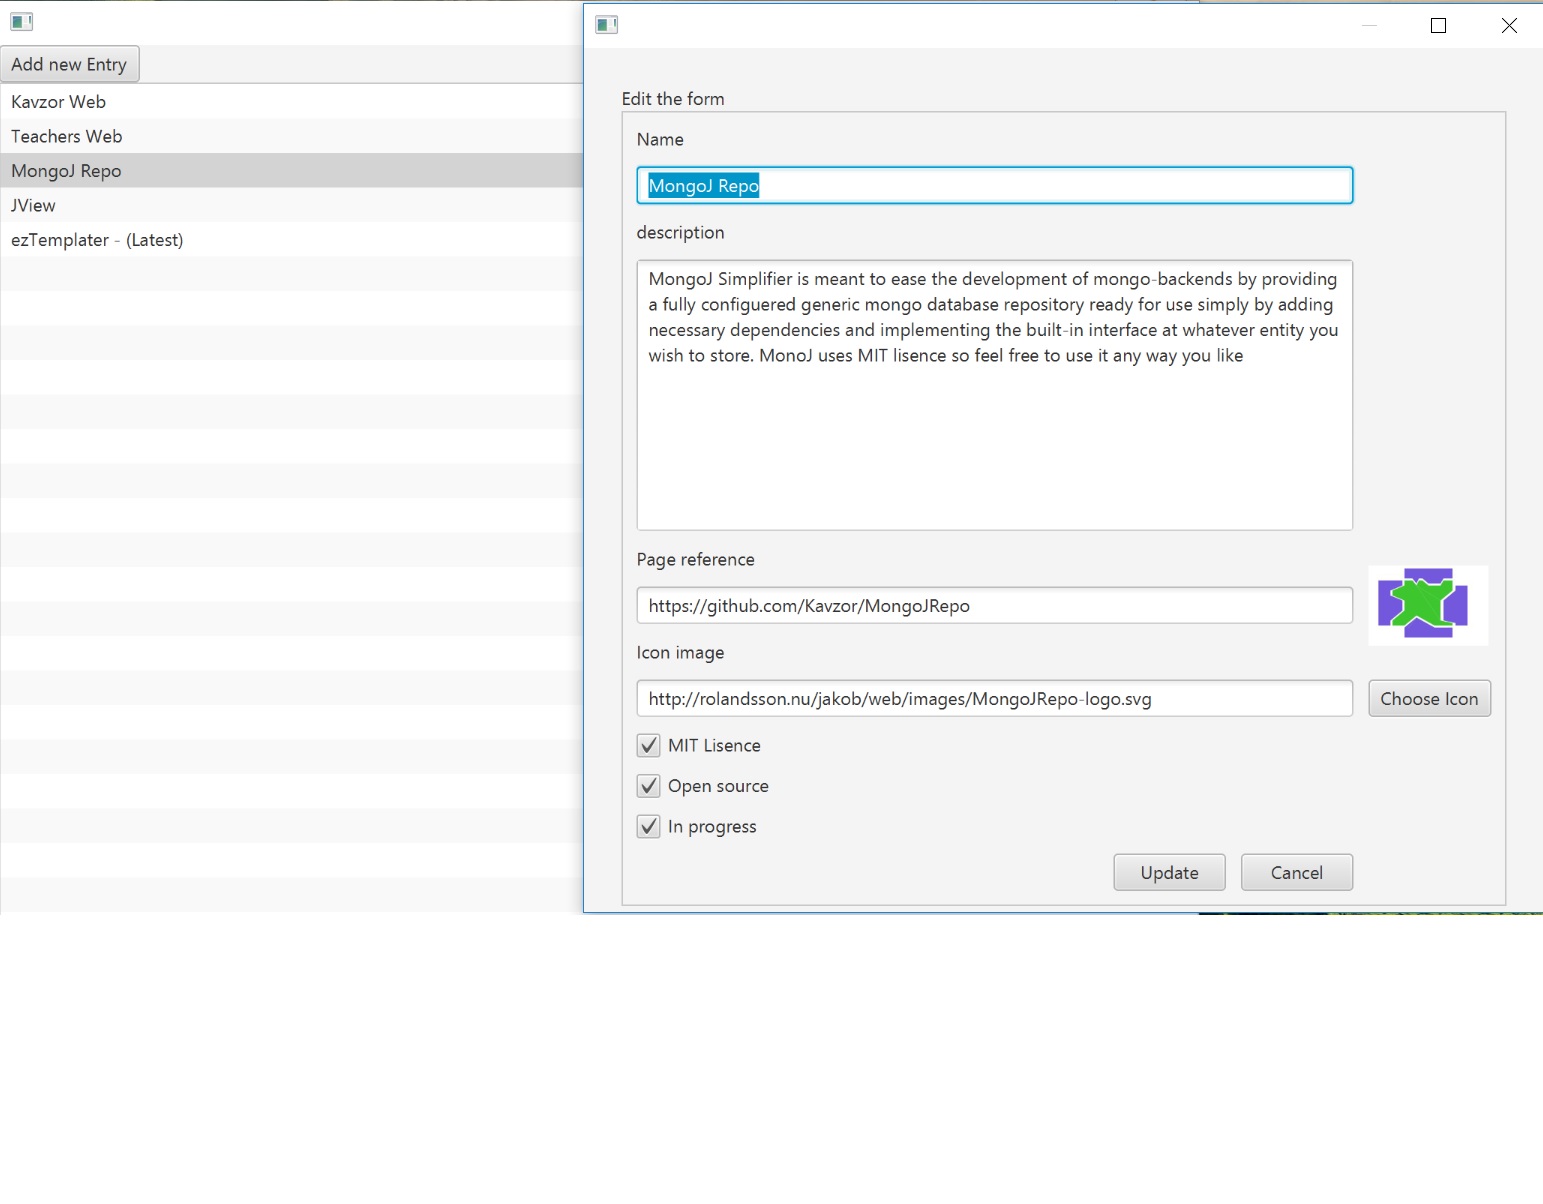 Add new Entry
Kavzor Web
Teachers Web
MongoJ Repo
JView
ezTemplater - (Latest)
Edit the form
Name
MongoJ Repo
description
MongoJ Simplifier is meant to ease the development of mongo-backends by providing
a fully configuered generic mongo database repository ready for use simply by adding
necessary dependencies and implementing the built-in interface at whatever entity you
wish to store. MonoJ uses MIT lisence so feel free to use it any way you like
Page reference
https://github.com/Kavzor/MongoJRepo
Icon image
http://rolandsson.nu/jakob/web/images/MongoJRepo-logo.svg
Choose Icon
MIT Lisence
Open source
In progress
Update
Cancel